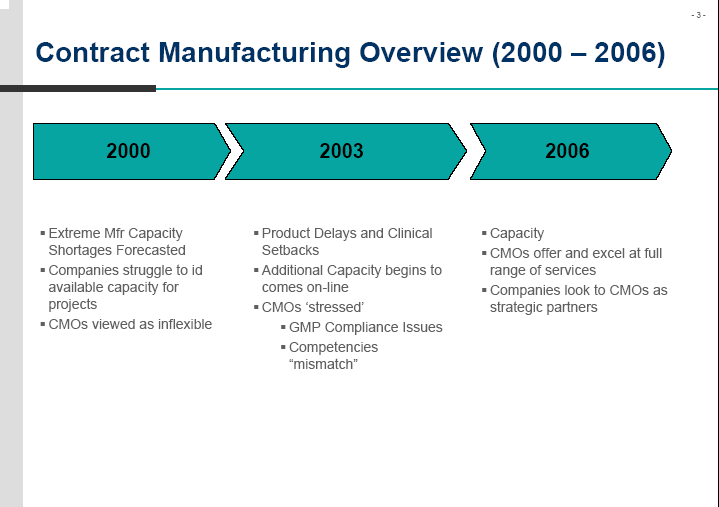 - 3 -
Contract Manufacturing Overview (2000 – 2006)
2000
2003
2006
▪ Extreme Mfr Capacity
Shortages Forecasted
▪ Companies struggle to id
available capacity for
projects
▪ CMOs viewed as inflexible
▪ Product Delays and Clinical
Setbacks
▪ Additional Capacity begins to
comes on-line
▪ CMOs ‘stressed’
▪ GMP Compliance Issues
▪ Competencies
“mismatch”
▪ Capacity
▪ CMOs offer and excel at full
range of services
▪ Companies look to CMOs as
strategic partners